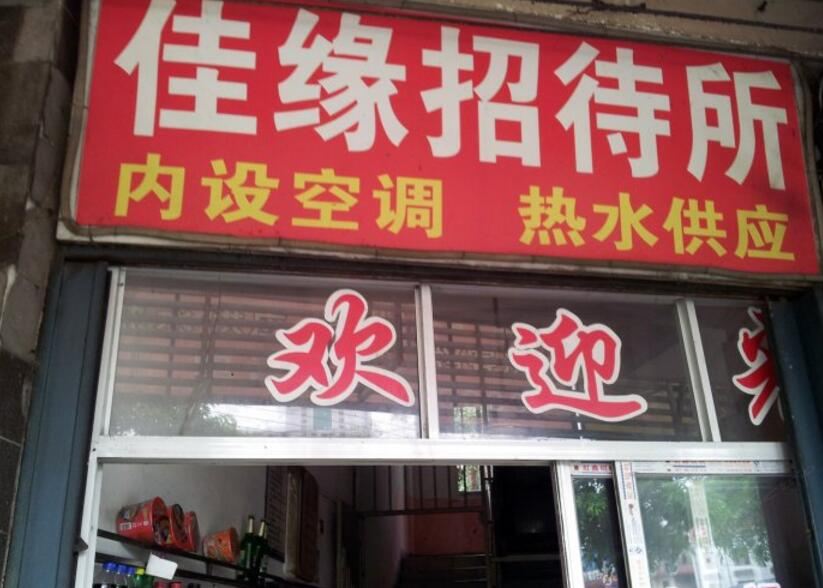 佳缘招待所
内设空调 热水供应
欢迎